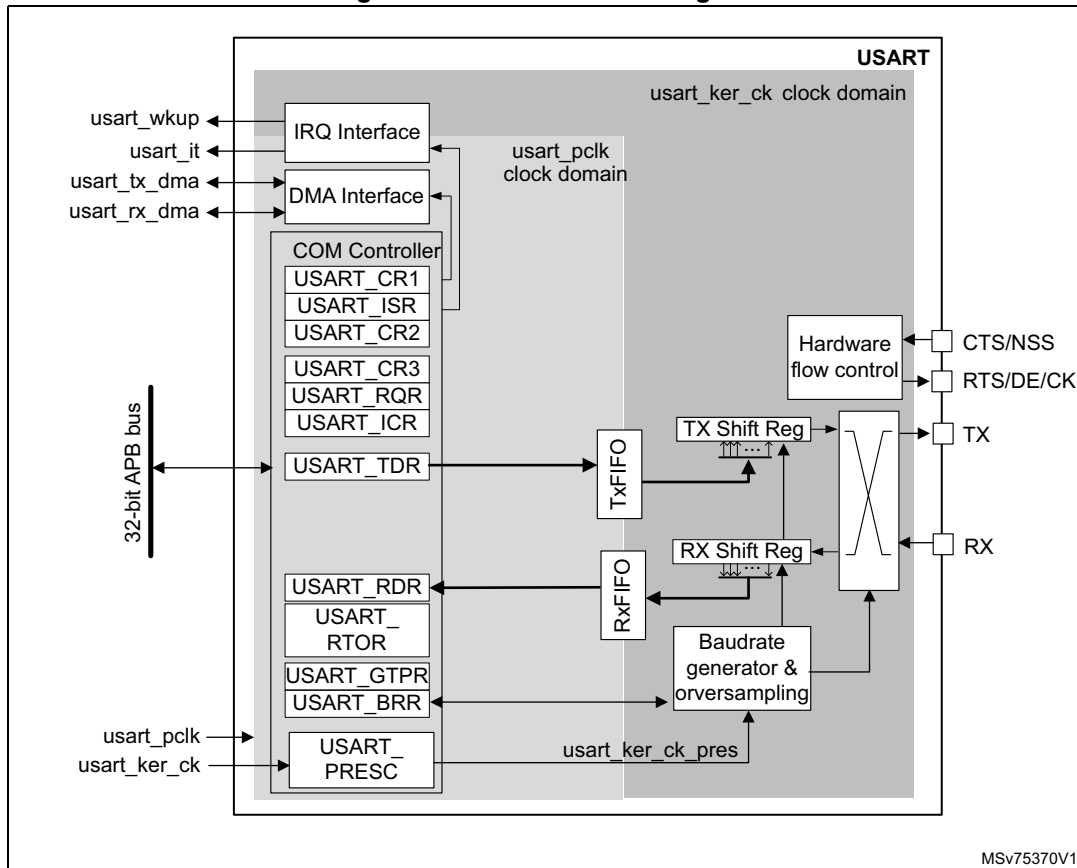 USART
usart_ker_ck clock domain
usart_wkup
IRQ Interface
usart_it
usart_pclk
clock domain
usart_tx_dma
DMA Interface
usart_rx_dma
COM Controller
USART_CR1
USART_ISR
USART_CR2
USART_CR3
USART_RQR
USART_ICR
USART_TDR
32-bit APB bus
TxFIFO
TX Shift Reg
...
Hardware
flow control
CTS/NSS
RTS/DE/CK
TX
RX
RX Shift Reg
...
RxFIFO
USART_RDR
USART_
RTOR
USART_GTPR
USART_BRR
Baudrate
generator &
orversampling
usart_pclk
usart_ker_ck
USART_
PRESC
usart_ker_ck_pres
MSv75370V1